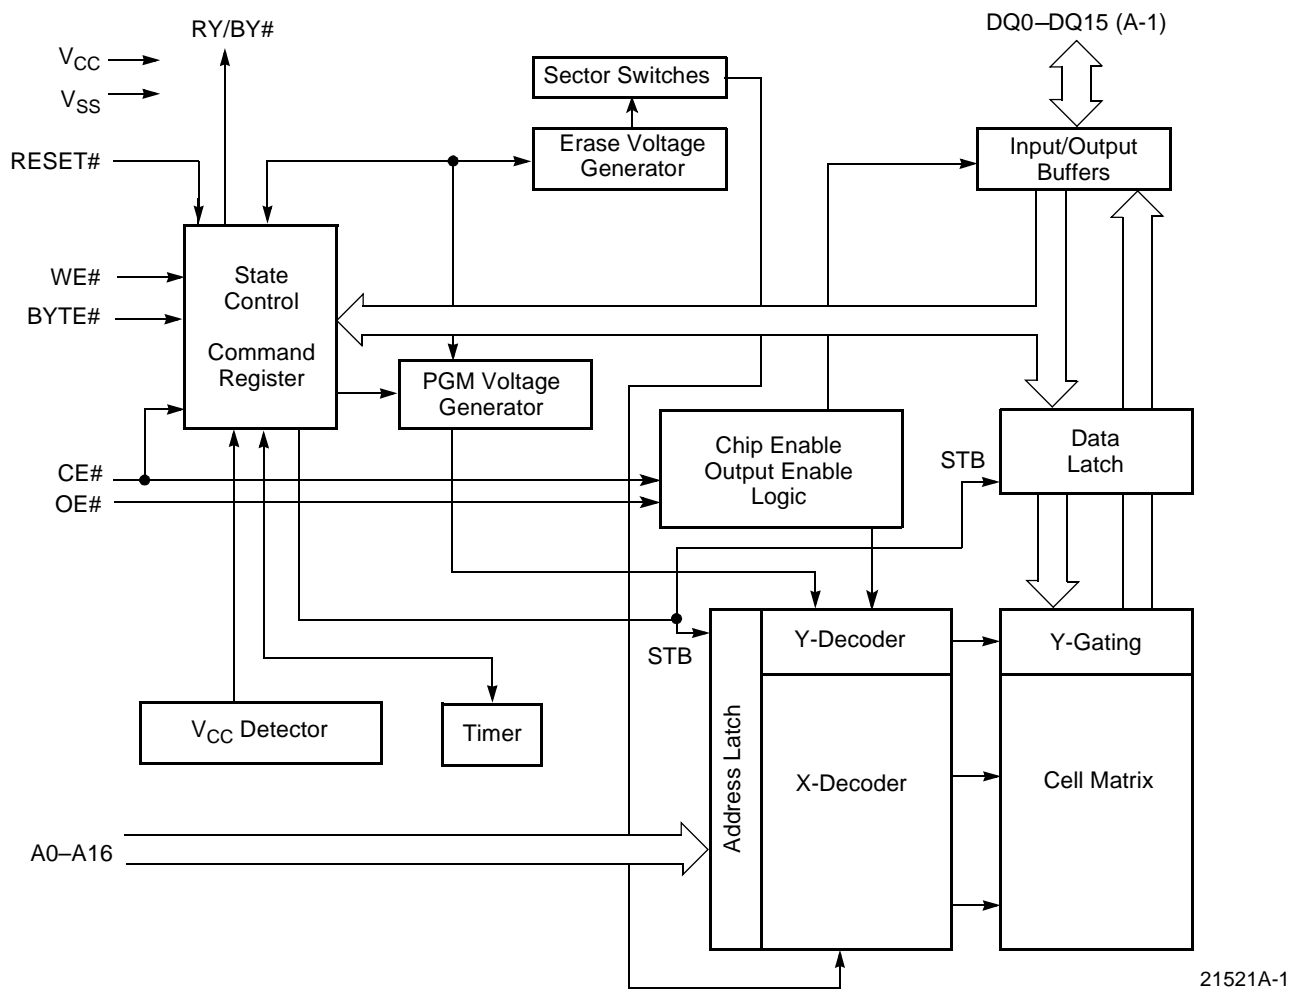 RY/BY#
DQ0–DQ15 (A-1)
VCC
VSS
Sector Switches
RESET#
Erase Voltage
Generator
Input/Output
Buffers
WE#
BYTE#
State
Control
Command
Register
PGM Voltage
Generator
CE#
OE#
Chip Enable
Output Enable
Logic
STB
Data
Latch
STB
Y-Decoder
Y-Gating
VCC Detector
Timer
Address Latch
X-Decoder
Cell Matrix
A0–A16
21521A-1